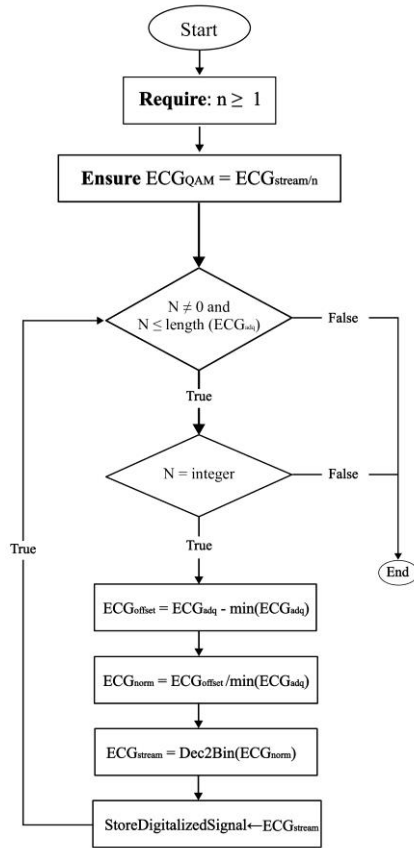 Start
Require: n ≥ 1
Ensure ECGQAM = ECGstream/n
N ≠ 0 and
N ≤ length (ECGadq)
False
True
N = integer
False
True
True
End
ECGoffset = ECGadq - min(ECGadq)
ECGnorm = ECGoffset/min(ECGadq)
ECGstream = Dec2Bin(ECGnorm)
StoreDigitalizedSignal←ECGstream